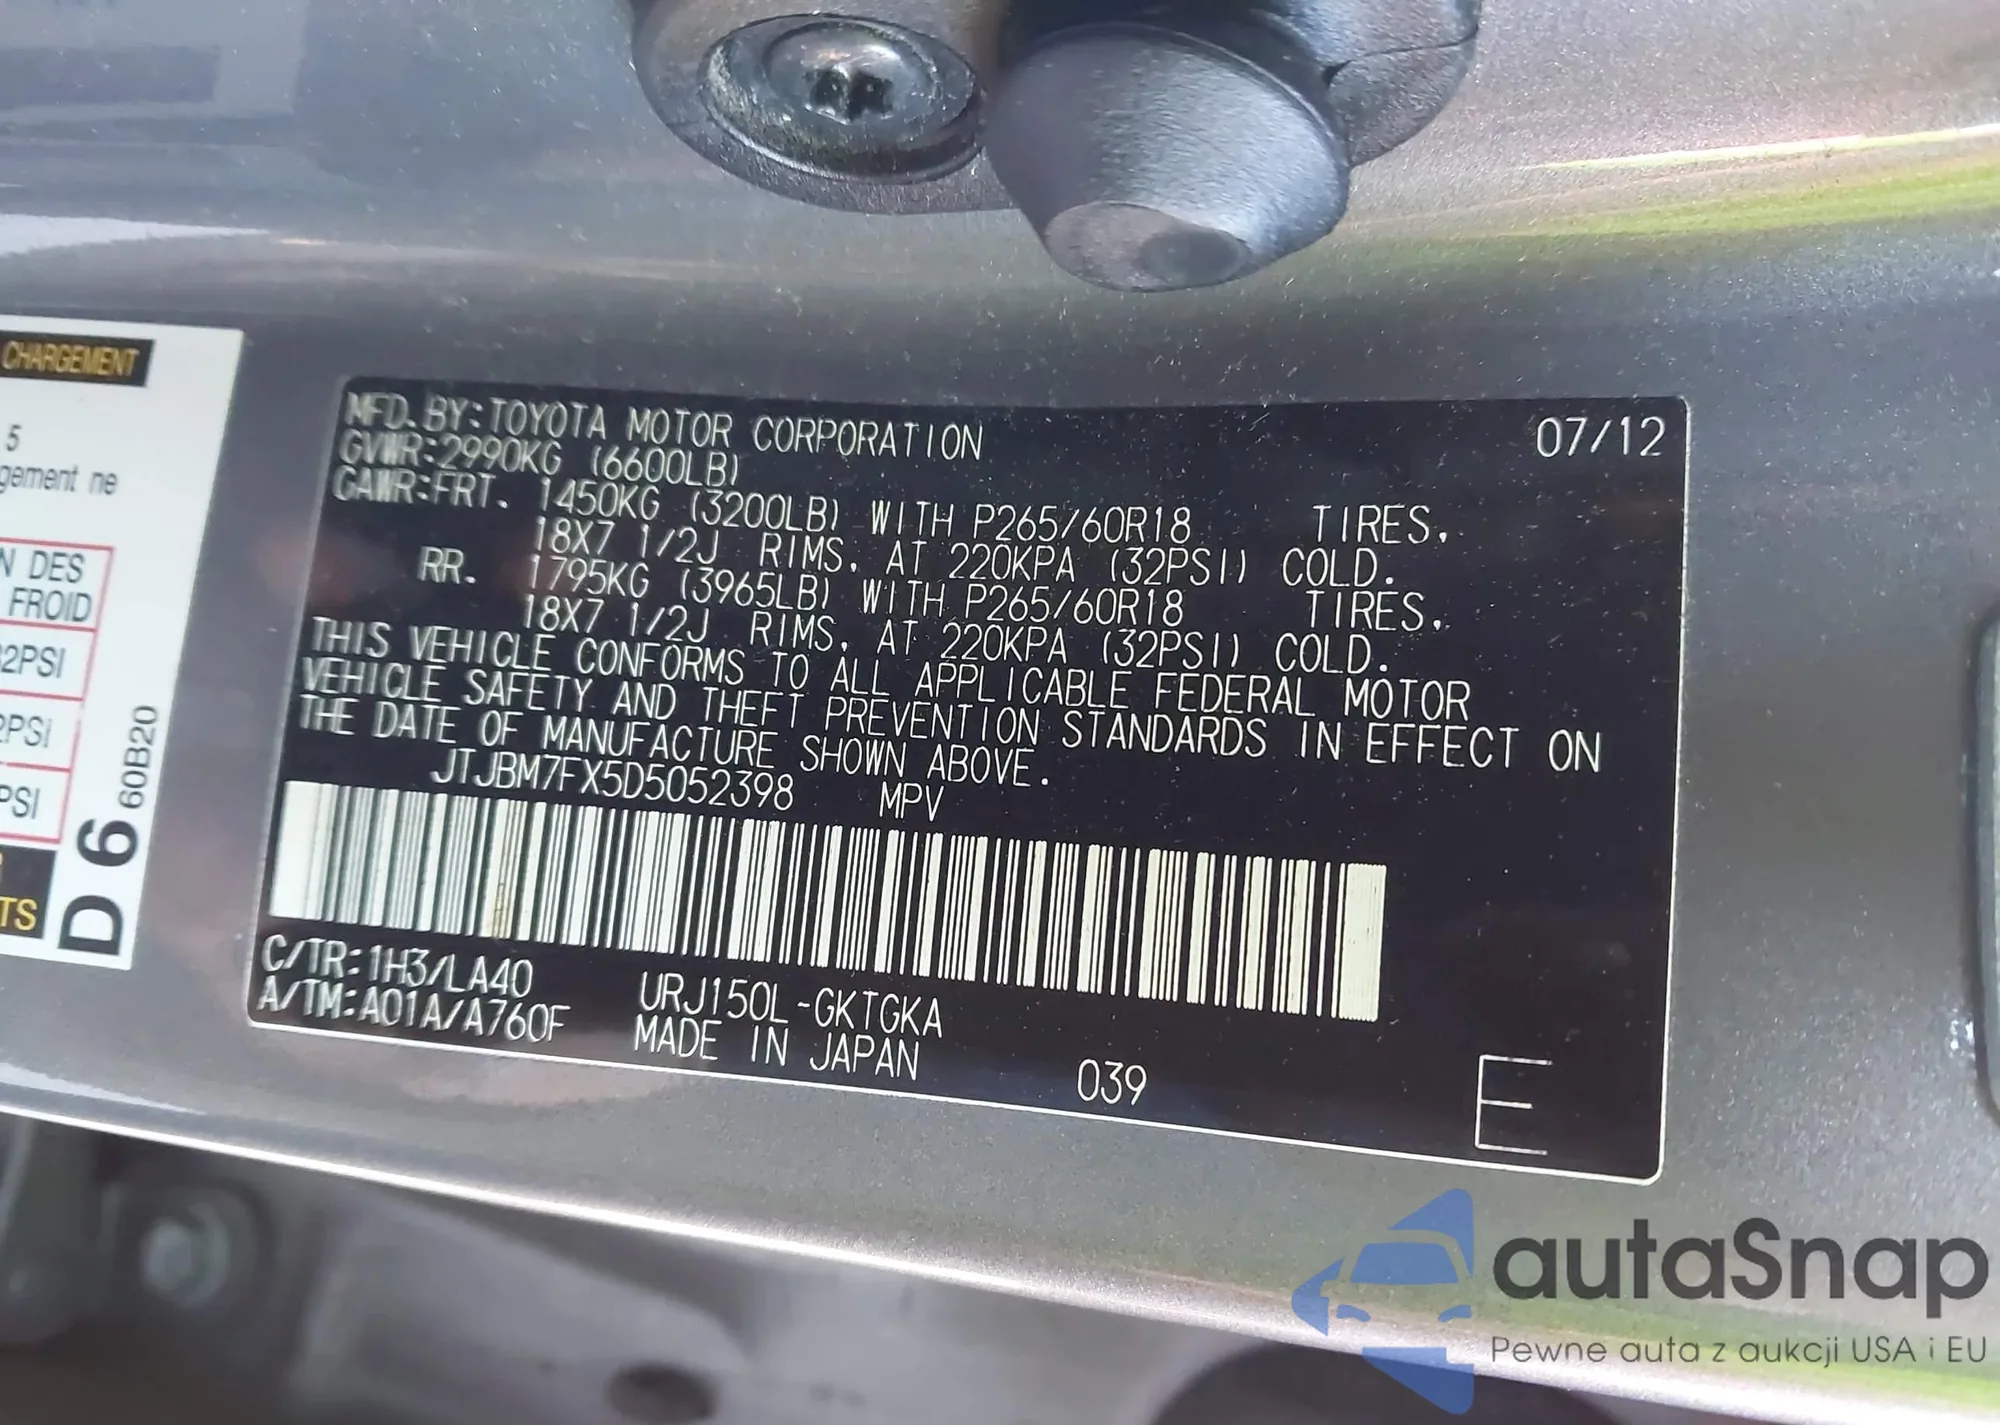 MFD.BY:TOYOTA MOTOR CORPORATION 07/12
GVWR:2990KG (6600LB)
GAWR:FRT. 1450KG (3200LB) WITH P265/60R18 TIRES,
18X7 1/2J RIMS, AT 220KPA (32PSI) COLD.
RR. 1795KG (3965LB) WITH P265/60R18 TIRES,
18X7 1/2J RIMS, AT 220KPA (32PSI) COLD.
THIS VEHICLE CONFORMS TO ALL APPLICABLE FEDERAL MOTOR
VEHICLE SAFETY AND THEFT PREVENTION STANDARDS IN EFFECT ON
THE DATE OF MANUFACTURE SHOWN ABOVE.
JTJBM7FX5D5052398 MPV
C/TR:1H3/LA40 URJ150L-GKTGKA
A/TM:A01A/A760F MADE IN JAPAN
039
E
CHARGEMENT
5
gement ne
N DES
FROID
2PSI
PSI
PSI
TS
D 6 60B20
autaSnap
Pewne auta z aukcji USA i EU